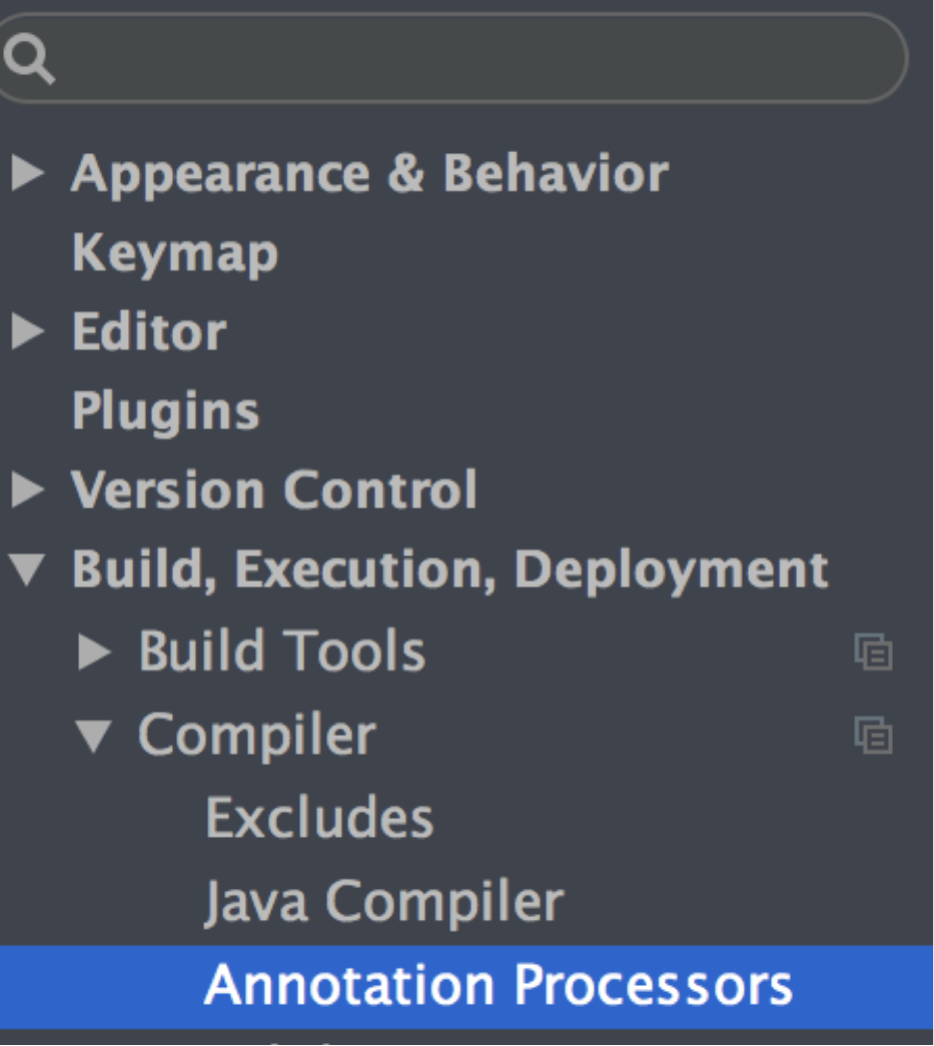 Appearance & Behavior
Keymap
Editor
Plugins
Version Control
Build, Execution, Deployment
Build Tools
Compiler
Excludes
Java Compiler
Annotation Processors